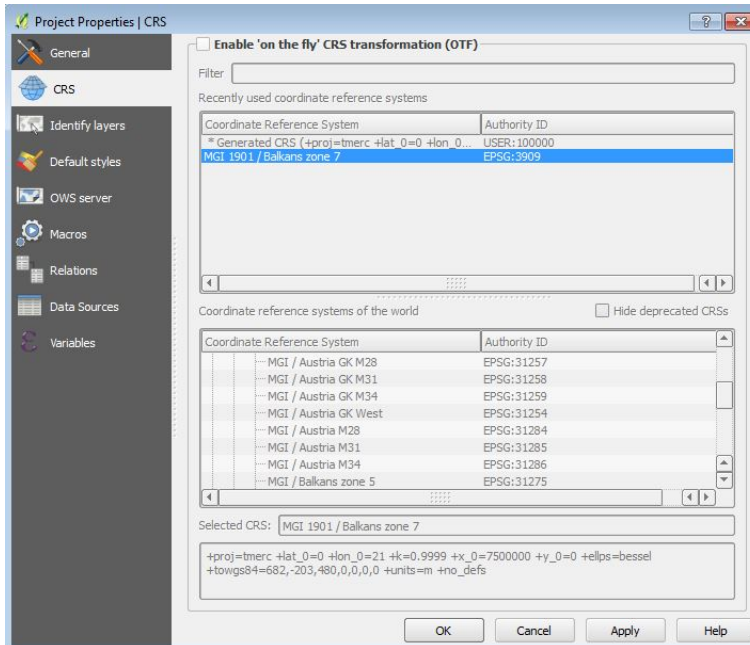 Project Properties | CRS
General
CRS
Identify layers
Default styles
OWS server
Macros
Relations
Data Sources
Variables
Enable 'on the fly' CRS transformation (OTF)
Filter
Recently used coordinate reference systems
Coordinate Reference System Authority ID
* Generated CRS (+proj=tmerc +lat_0=0 +lon_0... USER:100000
MGI 1901 / Balkans zone 7 EPSG:3909
Coordinate reference systems of the world Hide deprecated CRSs
Coordinate Reference System Authority ID
MGI / Austria GK M28 EPSG:31257
MGI / Austria GK M31 EPSG:31258
MGI / Austria GK M34 EPSG:31259
MGI / Austria GK West EPSG:31254
MGI / Austria M28 EPSG:31284
MGI / Austria M31 EPSG:31285
MGI / Austria M34 EPSG:31286
MGI / Balkans zone 5 EPSG:31275
Selected CRS: MGI 1901 / Balkans zone 7
+proj=tmerc +lat_0=0 +lon_0=21 +k=0.9999 +x_0=7500000 +y_0=0 +ellps=bessel
+towgs84=682,-203,480,0,0,0,0 +units=m +no_defs
OK Cancel Apply Help